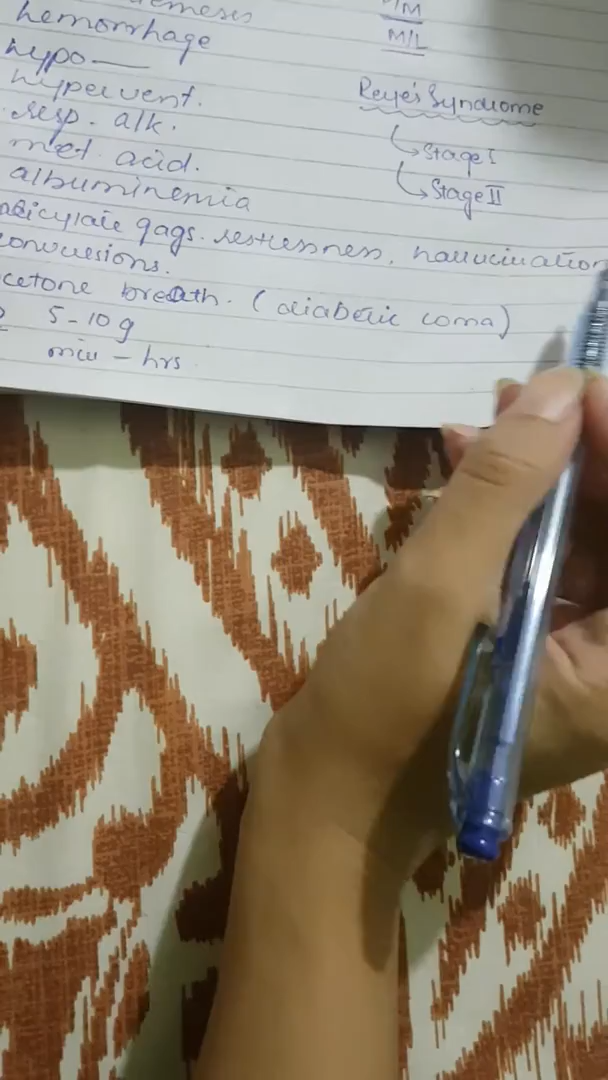 hemorrhage
hypo —
hypervent.
resp. alk.
met. acid.
albuminemia
gags. restlessness, hallucination
convulsions.
acetone breath. (diabetic coma)
5-10 g
min - hrs
M/L
Reye's Syndrome
Stage I
Stage II